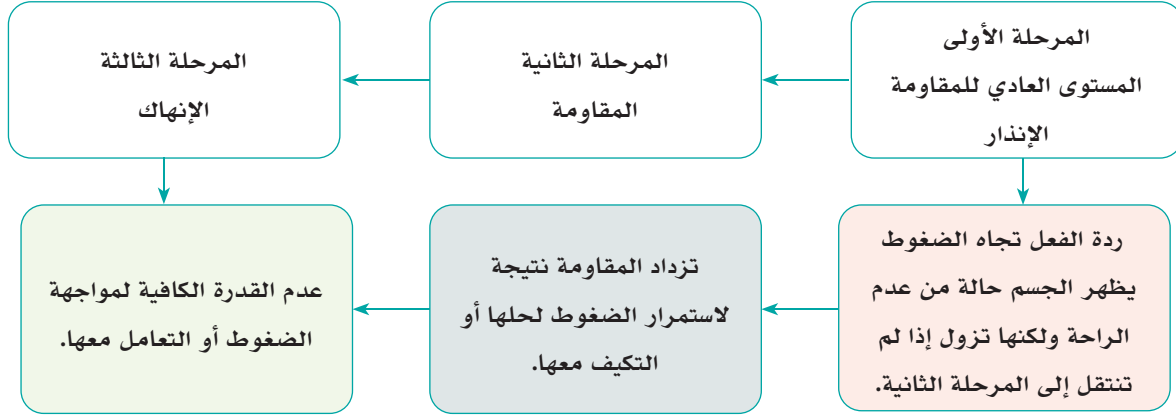 المرحلة الأولى
المستوى العادي للمقاومة
الإنذار
المرحلة الثانية
المقاومة
المرحلة الثالثة
الإنهاك
ردة الفعل تجاه الضغوط
يظهر الجسم حالة من عدم
الراحة ولكنها تزول إذا لم
تنتقل إلى المرحلة الثانية.
تزداد المقاومة نتيجة
لاستمرار الضغوط لحلها أو
التكيف معها.
عدم القدرة الكافية لمواجهة
الضغوط أو التعامل معها.